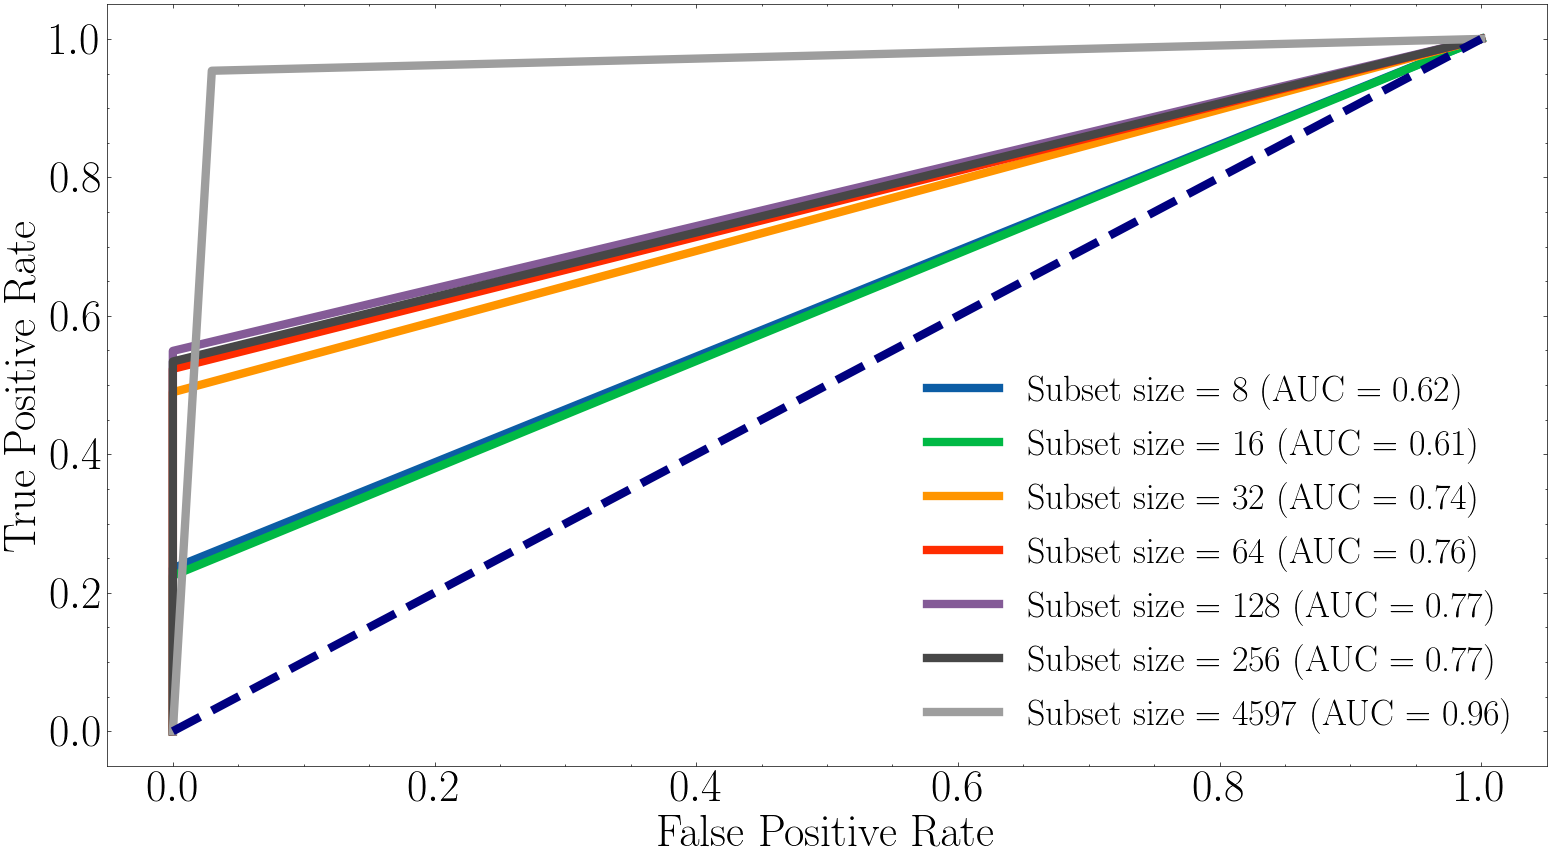 1.0
0.8
0.6
0.4
0.2
0.0
True Positive Rate
Subset size = 8 (AUC = 0.62)
Subset size = 16 (AUC = 0.61)
Subset size = 32 (AUC = 0.74)
Subset size = 64 (AUC = 0.76)
Subset size = 128 (AUC = 0.77)
Subset size = 256 (AUC = 0.77)
Subset size = 4597 (AUC = 0.96)
0.0 0.2 0.4 0.6 0.8 1.0
False Positive Rate